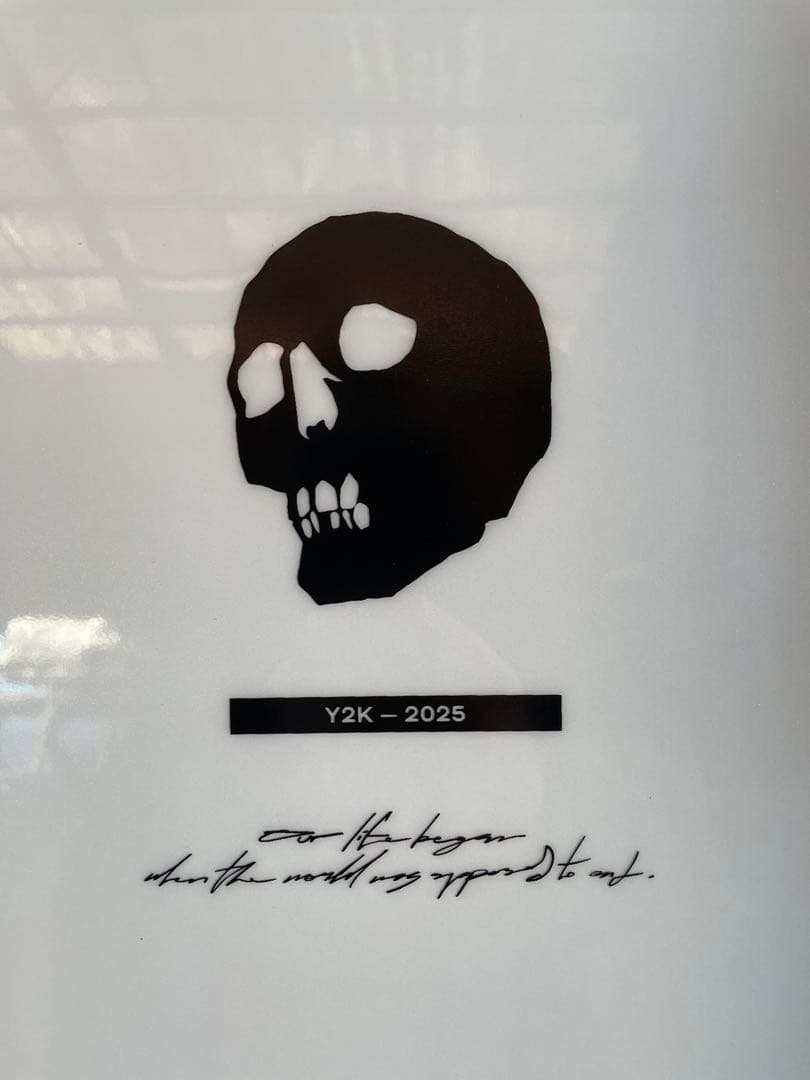 Y2K – 2025
Our life began
when the world was supposed to end.